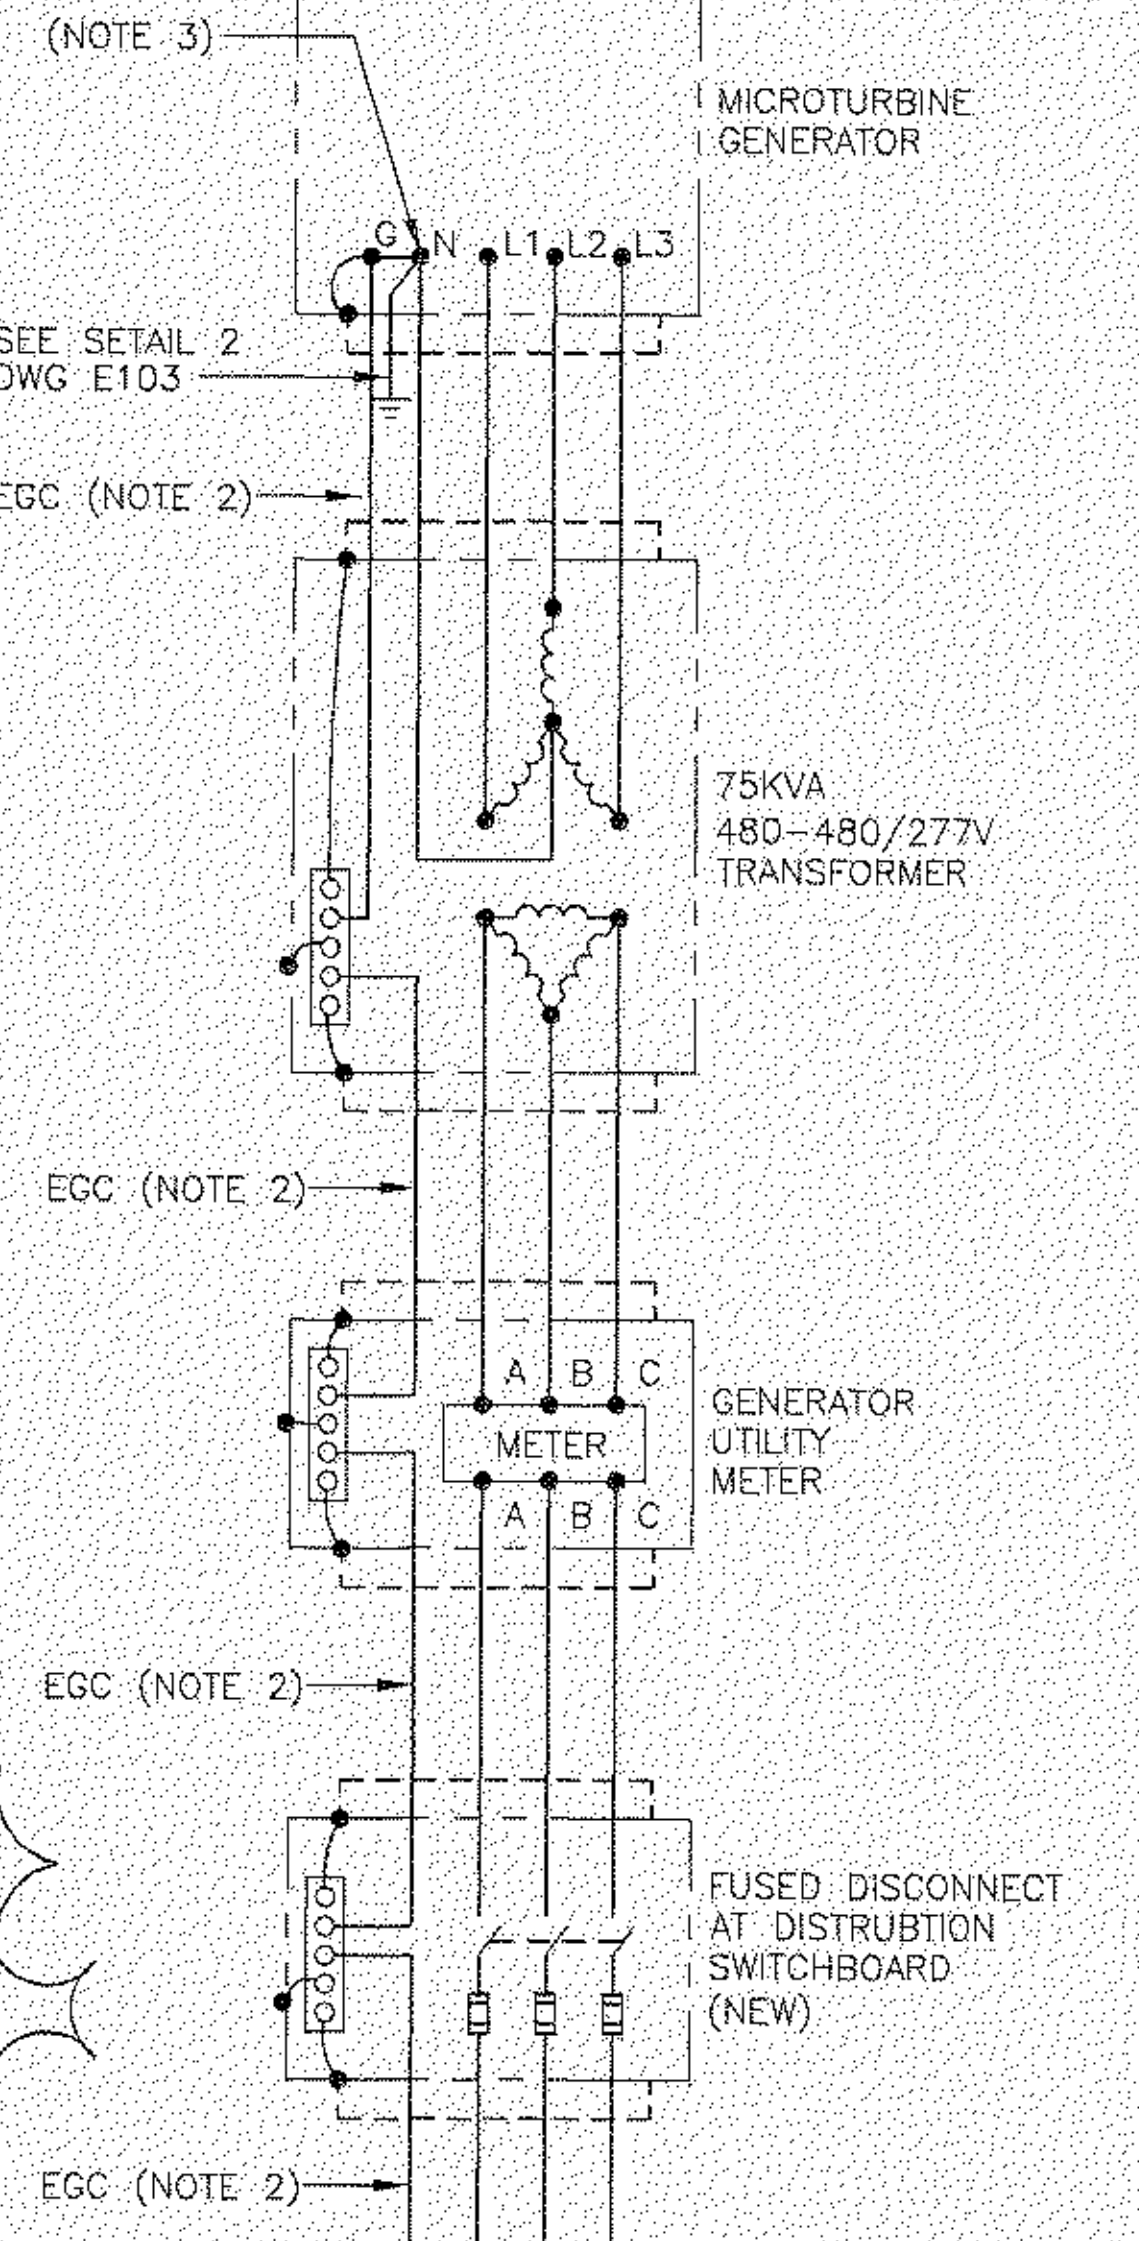 (NOTE 3)
MICROTURBINE
GENERATOR
G N L1 L2 L3
SEE SETAIL 2
DWG E103
EGC (NOTE 2)
75KVA
480-480/277V
TRANSFORMER
EGC (NOTE 2)
A B C
METER
A B C
GENERATOR
UTILITY
METER
EGC (NOTE 2)
FUSED DISCONNECT
AT DISTRUBTION
SWITCHBOARD
(NEW)
EGC (NOTE 2)